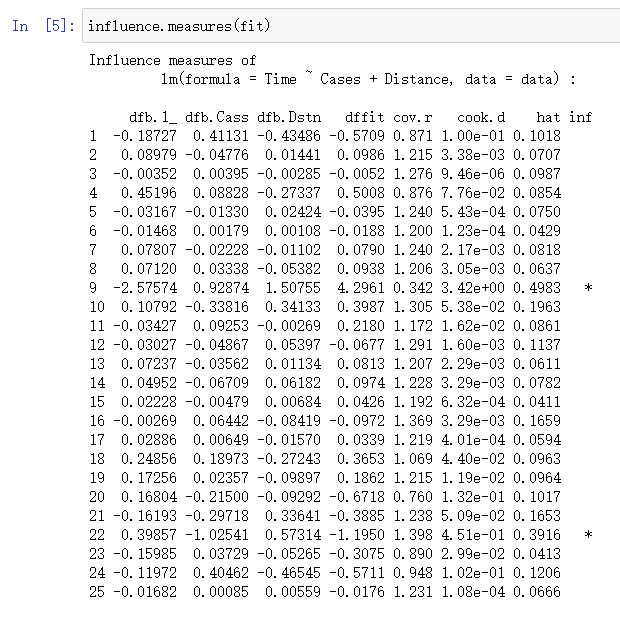 In [5]: influence.measures(fit)
Influence measures of
lm(formula = Time ~ Cases + Distance, data = data) :
dfb.1_ dfb.Cass dfb.Dstn dffit cov.r cook.d hat inf
1 -0.18727 0.41131 -0.43486 -0.5709 0.871 1.00e-01 0.1018
2 0.08979 -0.04776 0.01441 0.0986 1.215 3.38e-03 0.0707
3 -0.00352 0.00395 -0.00285 -0.0052 1.276 9.46e-06 0.0987
4 0.45196 0.08828 -0.27337 0.5008 0.876 7.76e-02 0.0854
5 -0.03167 -0.01330 0.02424 -0.0395 1.240 5.43e-04 0.0750
6 -0.01468 0.00179 0.00108 -0.0188 1.200 1.23e-04 0.0429
7 0.07807 -0.02228 -0.01102 0.0790 1.240 2.17e-03 0.0818
8 0.07120 0.03338 -0.05382 0.0938 1.206 3.05e-03 0.0637
9 -2.57574 0.92874 1.50755 4.2961 0.342 3.42e+00 0.4983 *
10 0.10792 -0.33816 0.34133 0.3987 1.305 5.38e-02 0.1963
11 -0.03427 0.09253 -0.00269 0.2180 1.172 1.62e-02 0.0861
12 -0.03027 -0.04867 0.05397 -0.0677 1.291 1.60e-03 0.1137
13 0.07237 -0.03562 0.01134 0.0813 1.207 2.29e-03 0.0611
14 0.04952 -0.06709 0.06182 0.0974 1.228 3.29e-03 0.0782
15 0.02228 -0.00479 0.00684 0.0426 1.192 6.32e-04 0.0411
16 -0.00269 0.06442 -0.08419 -0.0972 1.369 3.29e-03 0.1659
17 0.02886 0.00649 -0.01570 0.0339 1.219 4.01e-04 0.0594
18 0.24856 0.18973 -0.27243 0.3653 1.069 4.40e-02 0.0963
19 0.17256 0.02357 -0.09897 0.1862 1.215 1.19e-02 0.0964
20 0.16804 -0.21500 -0.09292 -0.6718 0.760 1.32e-01 0.1017
21 -0.16193 -0.29718 0.33641 -0.3885 1.238 5.09e-02 0.1653
22 0.39857 -1.02541 0.57314 -1.1950 1.398 4.51e-01 0.3916 *
23 -0.15985 0.03729 -0.05265 -0.3075 0.890 2.99e-02 0.0413
24 -0.11972 0.40462 -0.46545 -0.5711 0.948 1.02e-01 0.1206
25 -0.01682 0.00085 0.00559 -0.0176 1.231 1.08e-04 0.0666